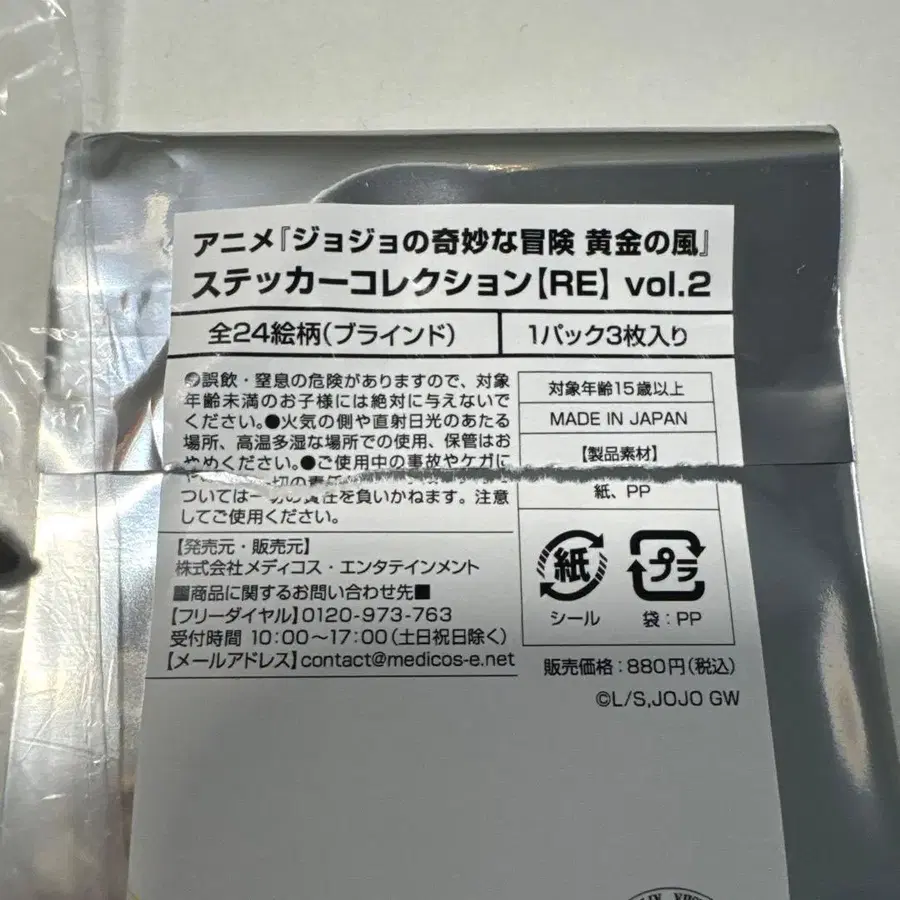 アニメ『ジョジョの奇妙な冒険 黄金の風』
ステッカーコレクション【RE】 vol.2
全24絵柄(ブラインド)
1パック3枚入り
●誤飲・窒息の危険がありますので、対象
年齢未満のお子様には絶対に与えないで
ください。●火気の側や直射日光のあたる
場所、高温多湿な場所での使用、保管はお
やめください。●ご使用中の事故やケガに
ついては一切の責任を負いかねます。注意
してご使用ください。
対象年齢15歳以上
MADE IN JAPAN
【製品素材】
紙、PP
紙
プラ
シール
袋:PP
【発売元・販売元】
株式会社メディコス・エンタテインメント
■商品に関するお問い合わせ先■
【フリーダイヤル】0120-973-763
受付時間 10:00〜17:00(土日祝日除く)
【メールアドレス】contact@medicos-e.net
販売価格:880円(税込)
©L/S,JOJO GW